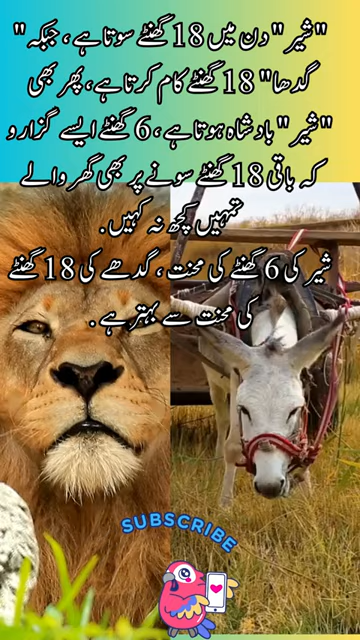 "شیر" دن میں 18 گھنٹے سوتا ہے ، جبکہ "
گدھا" 18 گھنٹے کام کرتا ہے، پھر بھی
"شیر" بادشاہ ہوتا ہے ، 6 گھنٹے ایسے گزارو
کہ باقی 18 گھنٹے سونے پر بھی گھر والے
تمہیں کچھ نہ کہیں.
شیر کی 6 گھنٹے کی محنت ، گدھے کی 18 گھنٹے
کی محنت سے بہتر ہے .
SUBSCRIBE